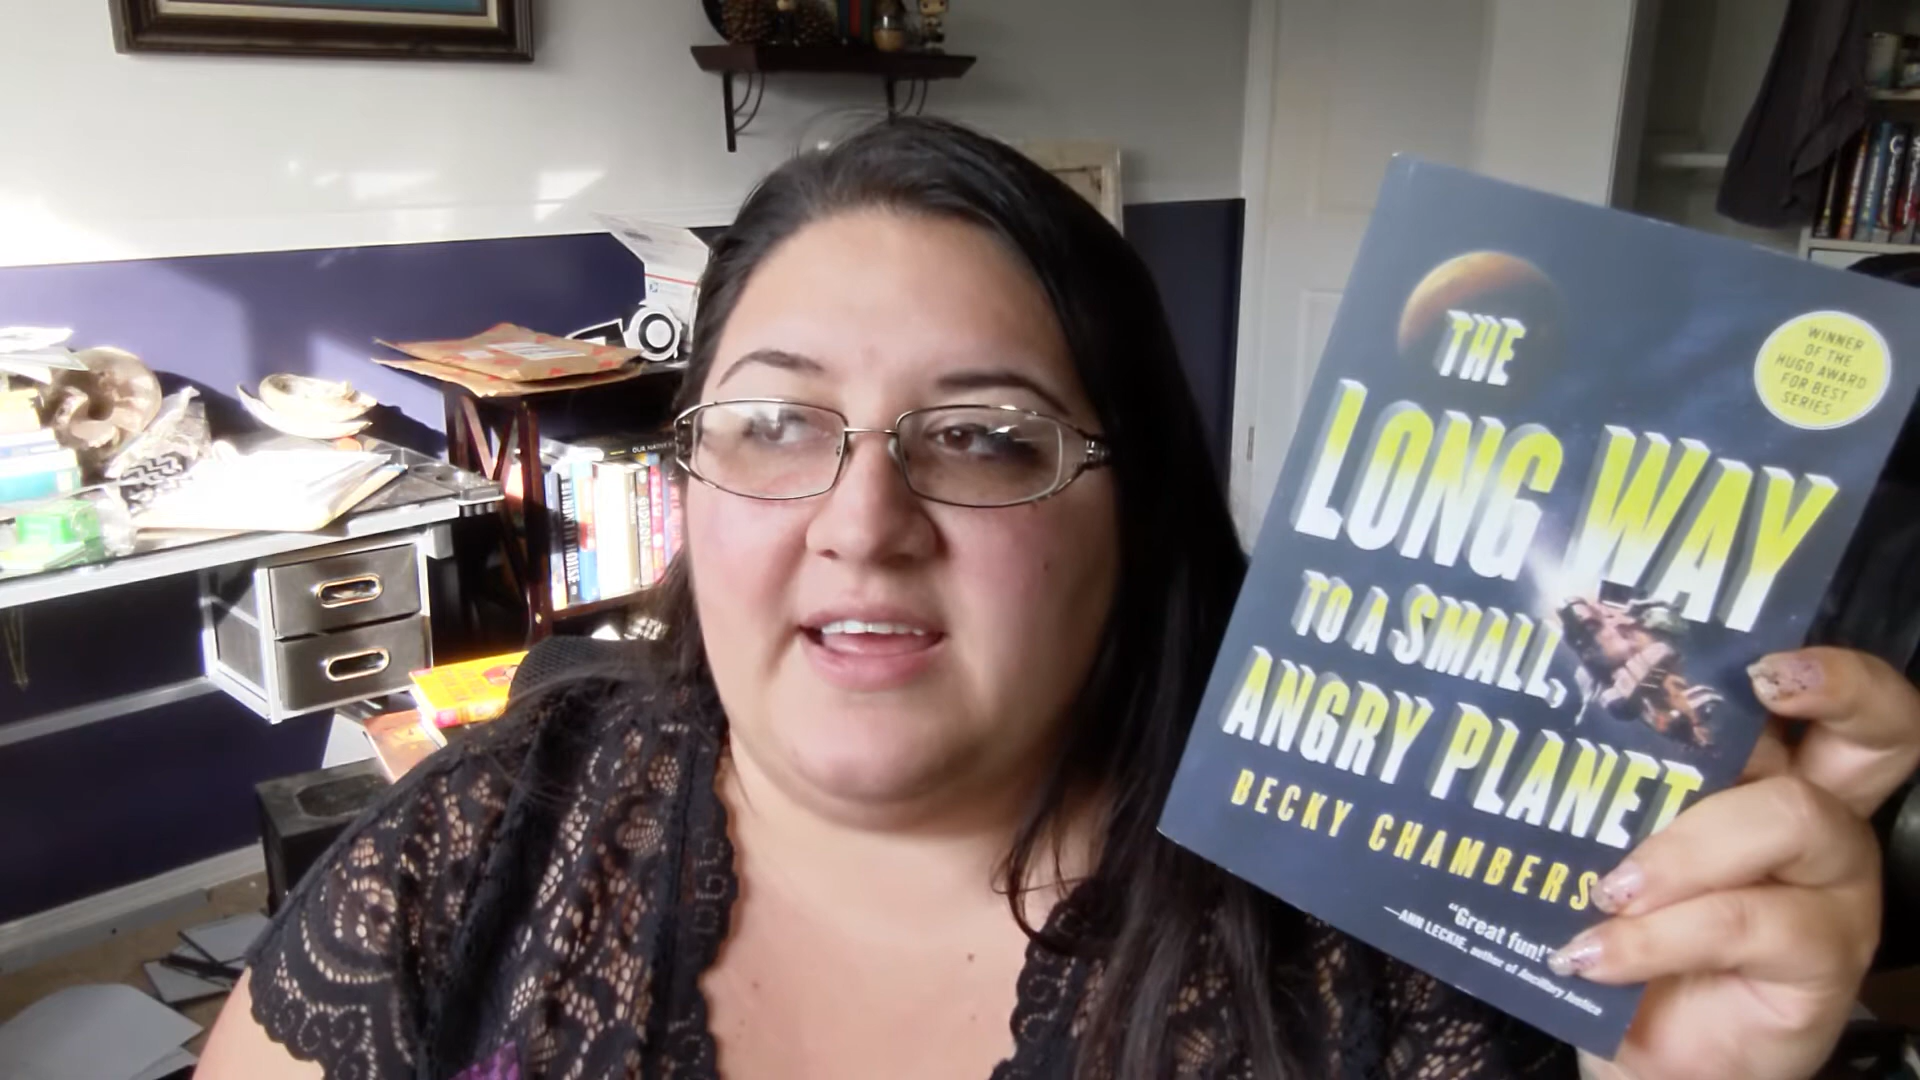 WINNER
OF THE
HUGO AWARD
FOR BEST
SERIES
THE
LONG WAY
TO A SMALL,
ANGRY PLANET
BECKY CHAMBERS
"Great fun!"
—ANN LECKIE, author of Ancillary Justice